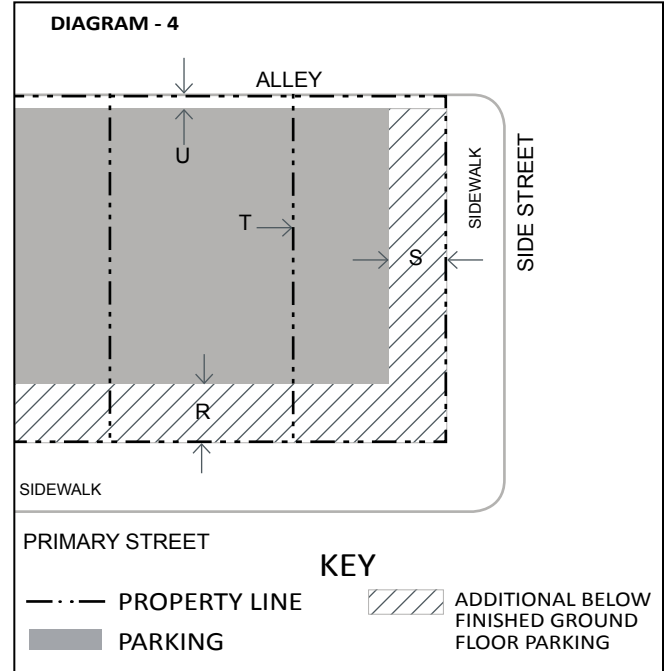 DIAGRAM - 4
ALLEY
U
T
S
SIDEWALK
SIDE STREET
R
SIDEWALK
PRIMARY STREET
KEY
PROPERTY LINE
PARKING
ADDITIONAL BELOW
FINISHED GROUND
FLOOR PARKING